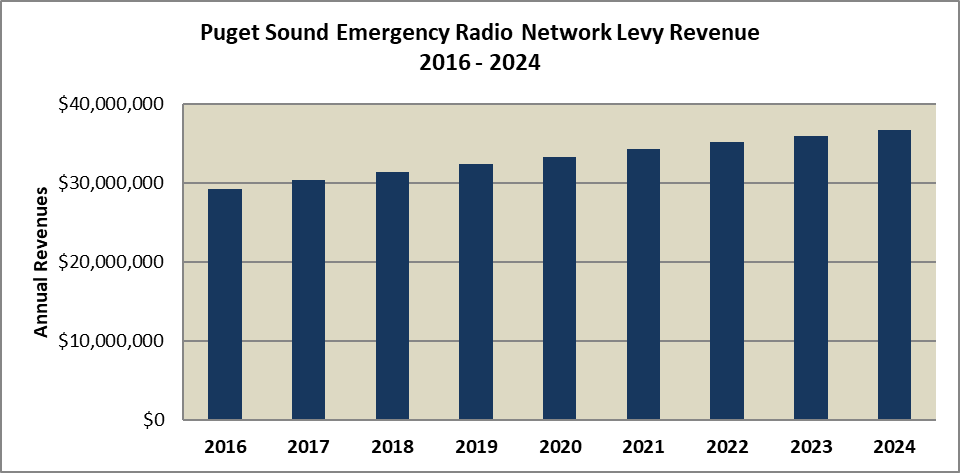 Puget Sound Emergency Radio Network Levy Revenue
2016 - 2024
Annual Revenues
$40,000,000
$30,000,000
$20,000,000
$10,000,000
$0
2016 2017 2018 2019 2020 2021 2022 2023 2024